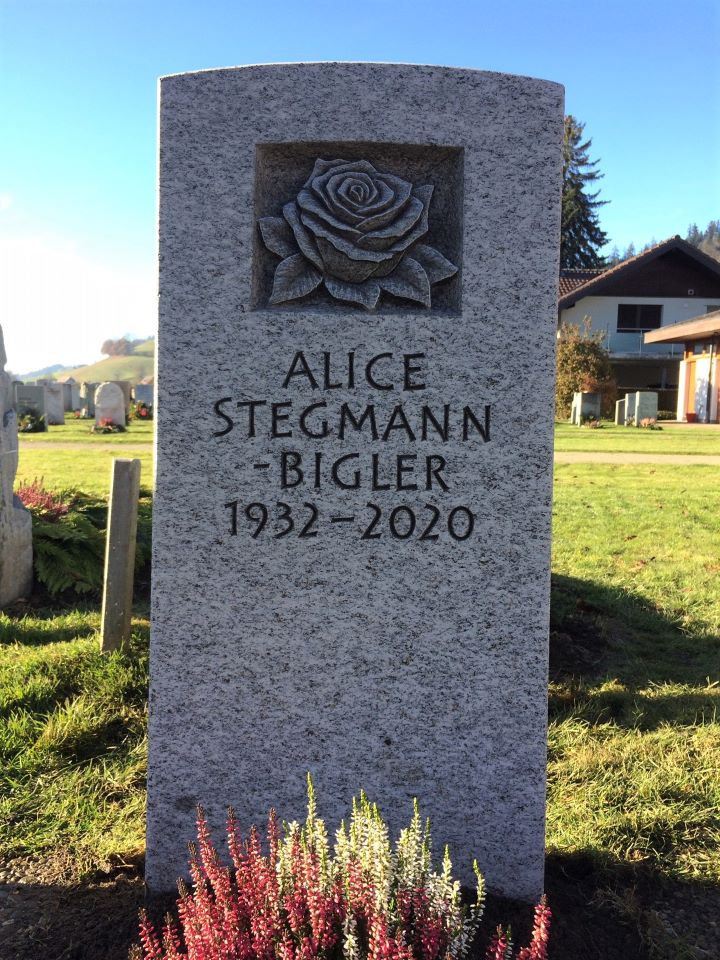 ALICE
STEGMANN
-BIGLER
1932-2020